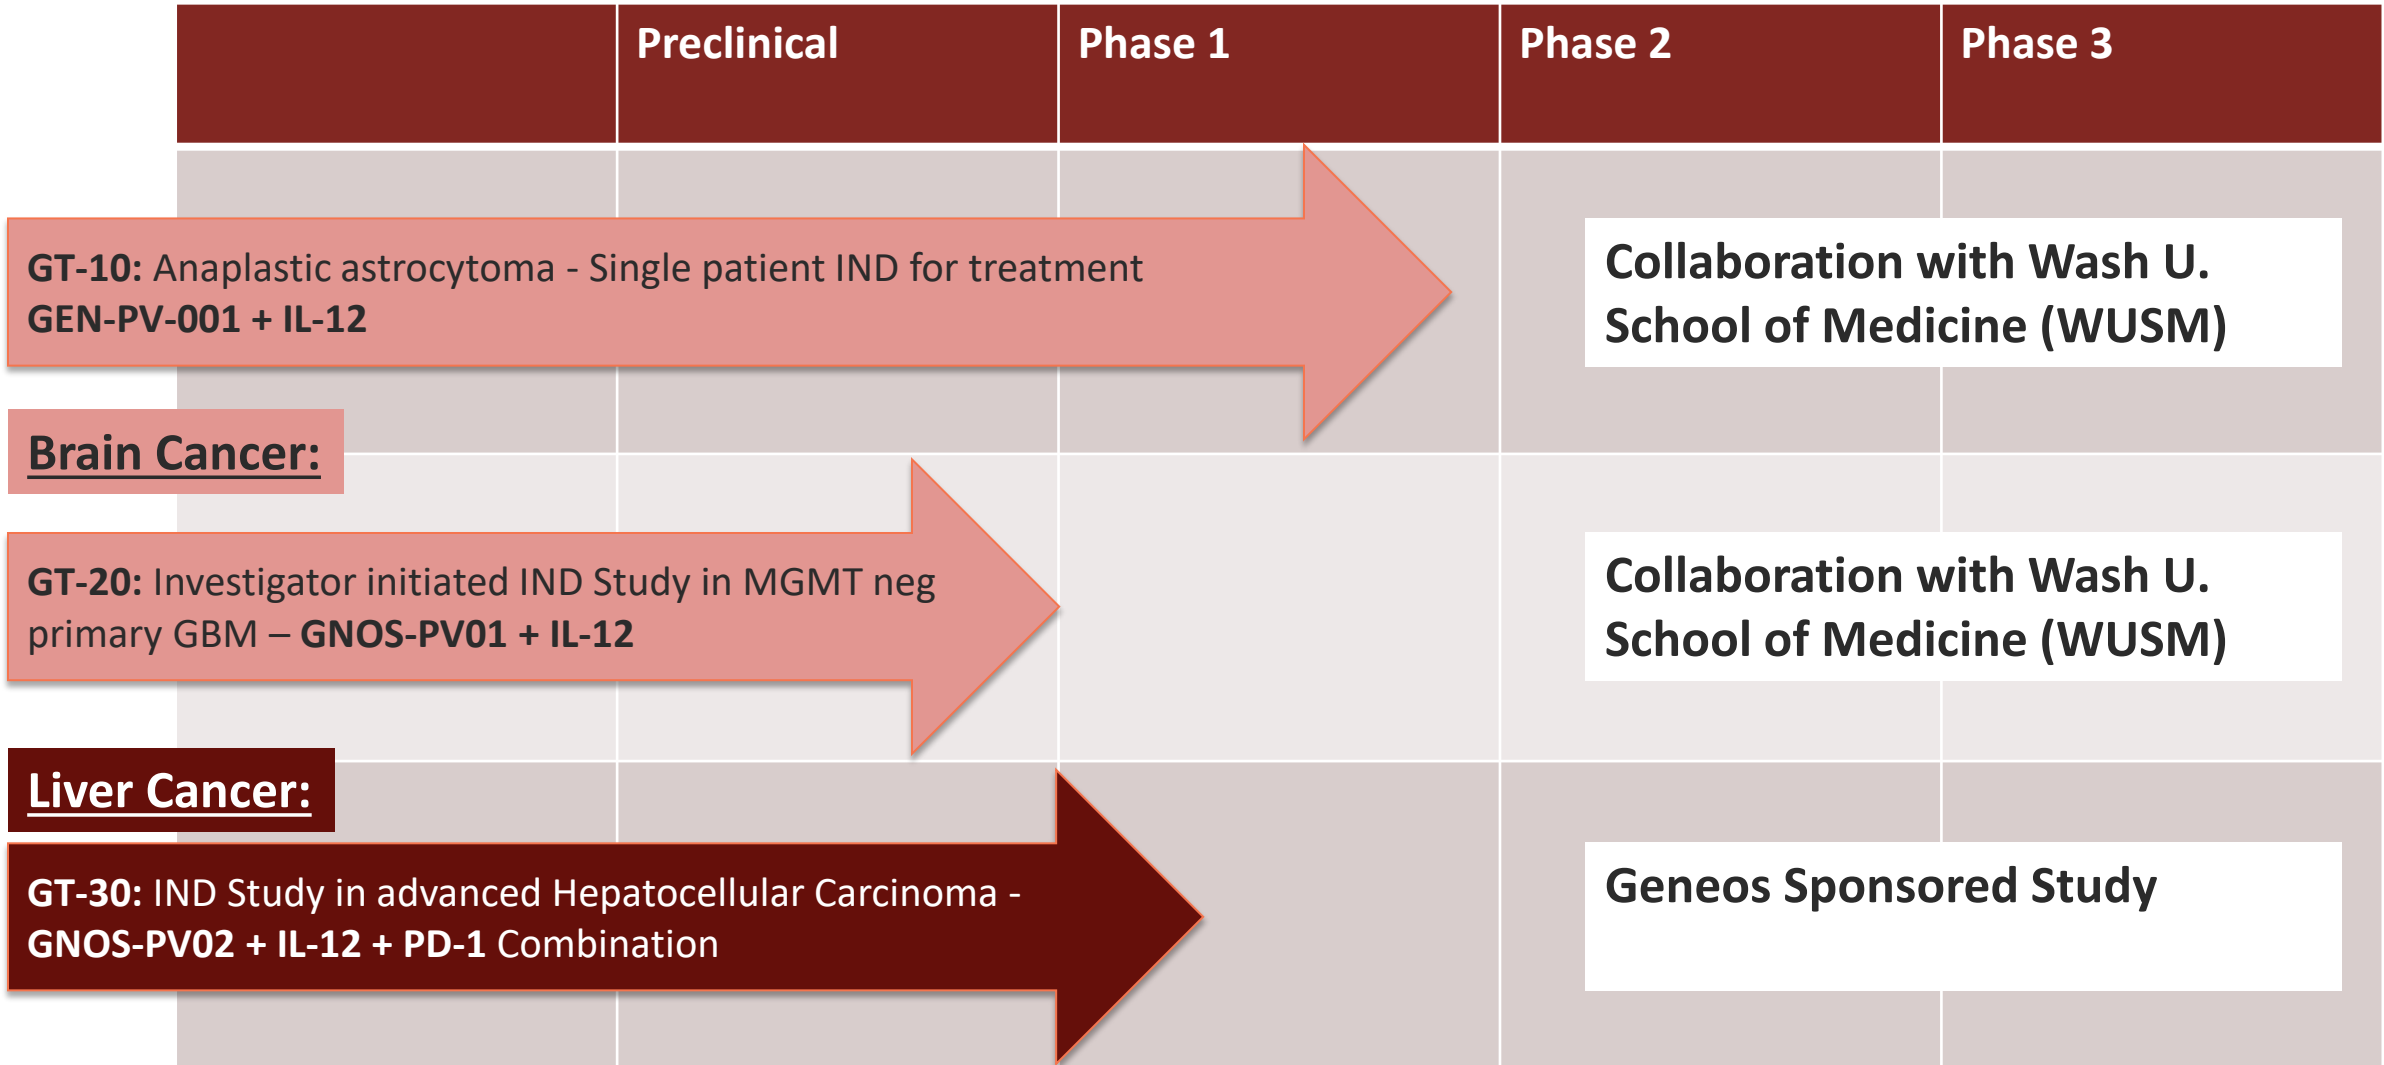 Preclinical
Phase 1
Phase 2
Phase 3
GT-10: Anaplastic astrocytoma - Single patient IND for treatment
GEN-PV-001 + IL-12
Collaboration with Wash U.
School of Medicine (WUSM)
Brain Cancer:
GT-20: Investigator initiated IND Study in MGMT neg
primary GBM – GNOS-PV01 + IL-12
Collaboration with Wash U.
School of Medicine (WUSM)
Liver Cancer:
GT-30: IND Study in advanced Hepatocellular Carcinoma -
GNOS-PV02 + IL-12 + PD-1 Combination
Geneos Sponsored Study